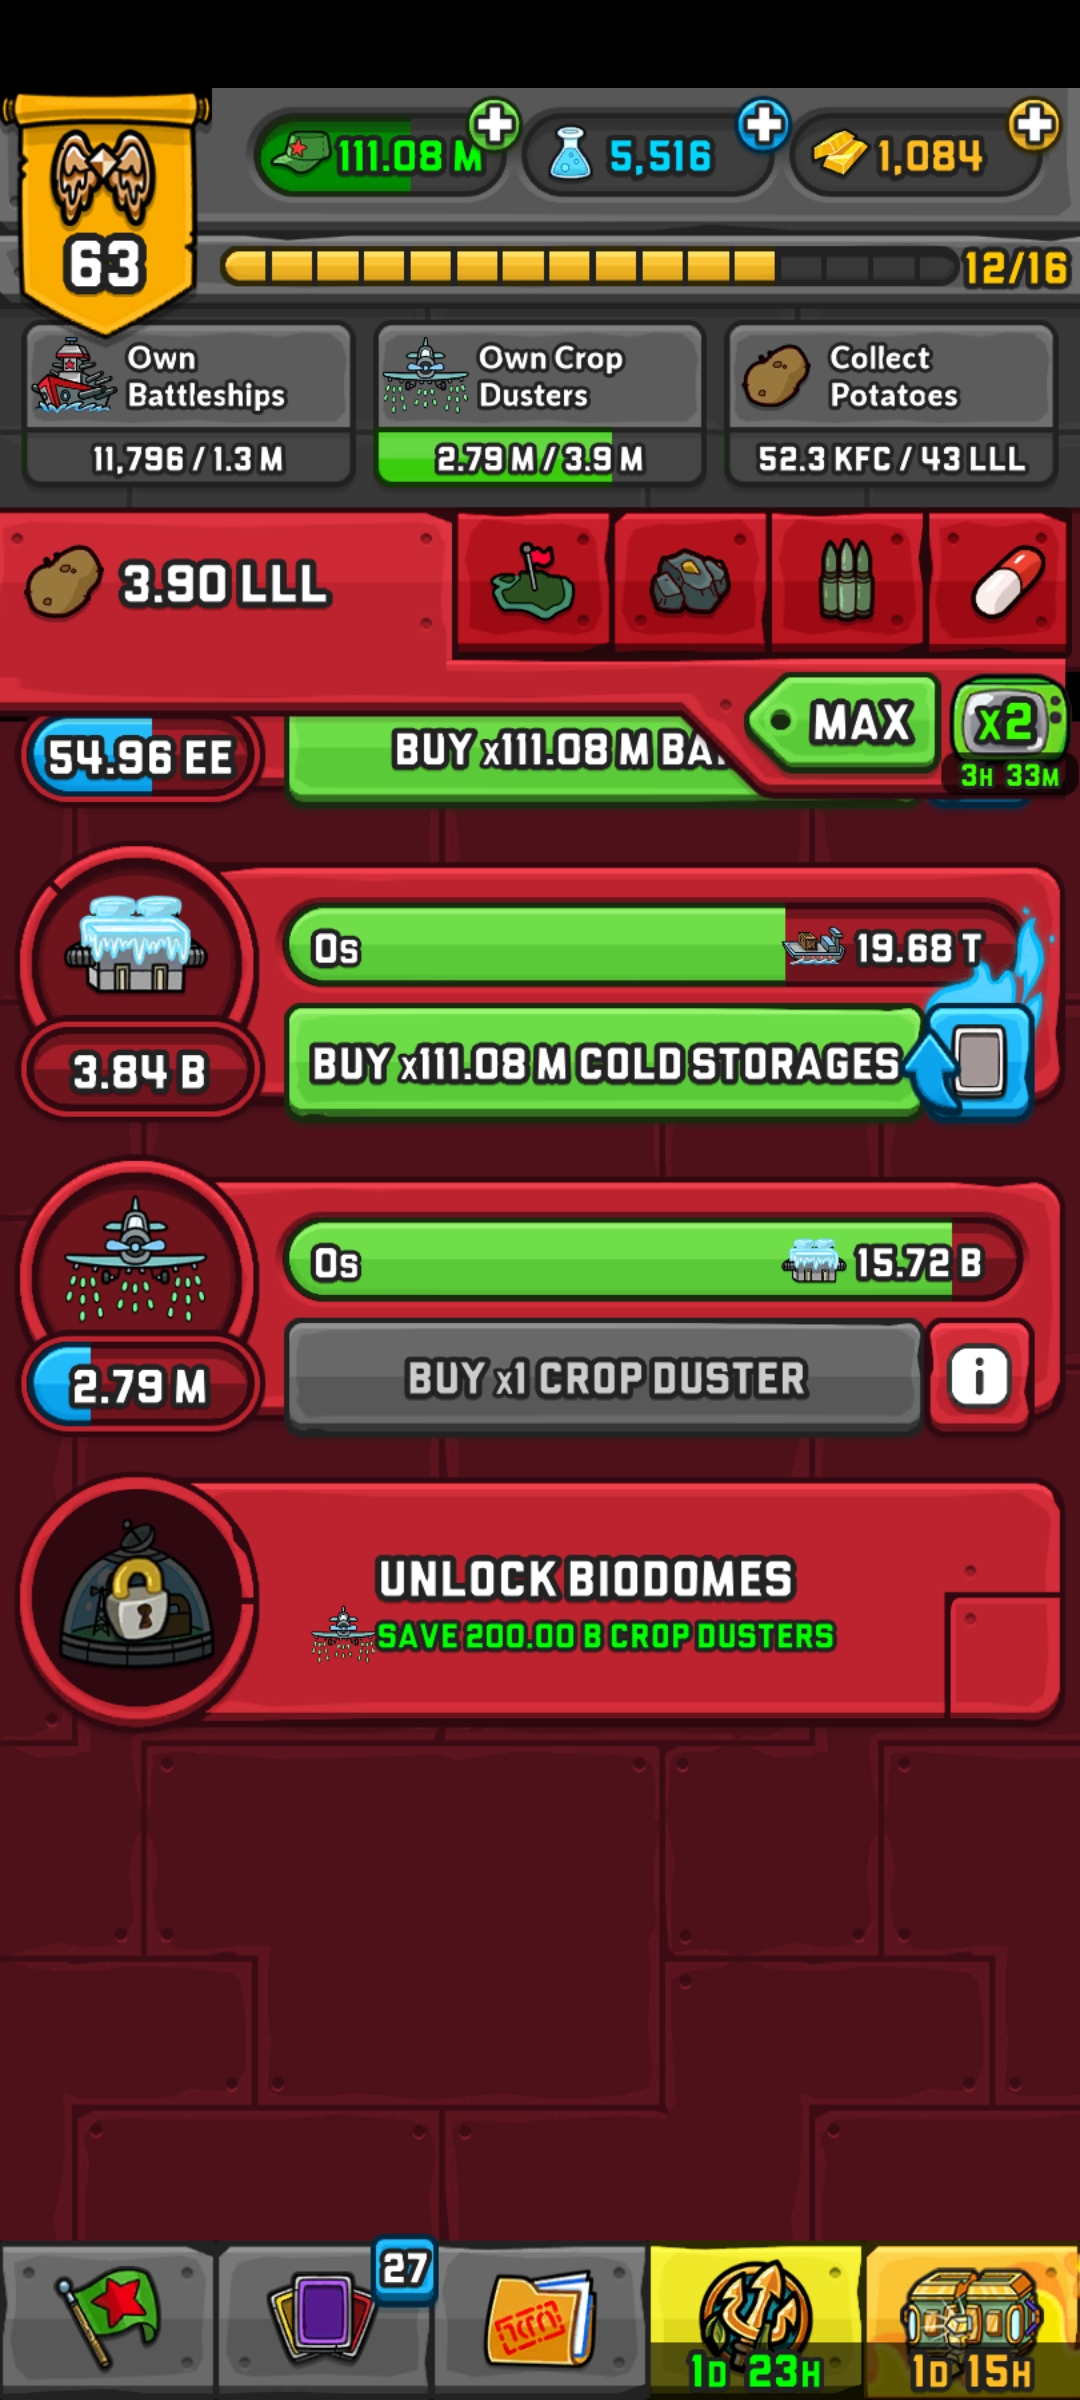 111.08 M
5,516
1,084
63
12/16
Own
Battleships
11,796 / 1.3 M
Own Crop
Dusters
2.79 M / 3.9 M
Collect
Potatoes
52.3 KFC / 43 LLL
3.90 LLL
MAX
x2
3H 33M
54.96 EE
BUY x111.08 M BA
0s
19.68 T
3.84 B
BUY x111.08 M COLD STORAGES
0s
15.72 B
2.79 M
BUY x1 CROP DUSTER
i
UNLOCK BIODOMES
SAVE 200.00 B CROP DUSTERS
27
1D 23H
1D 15H